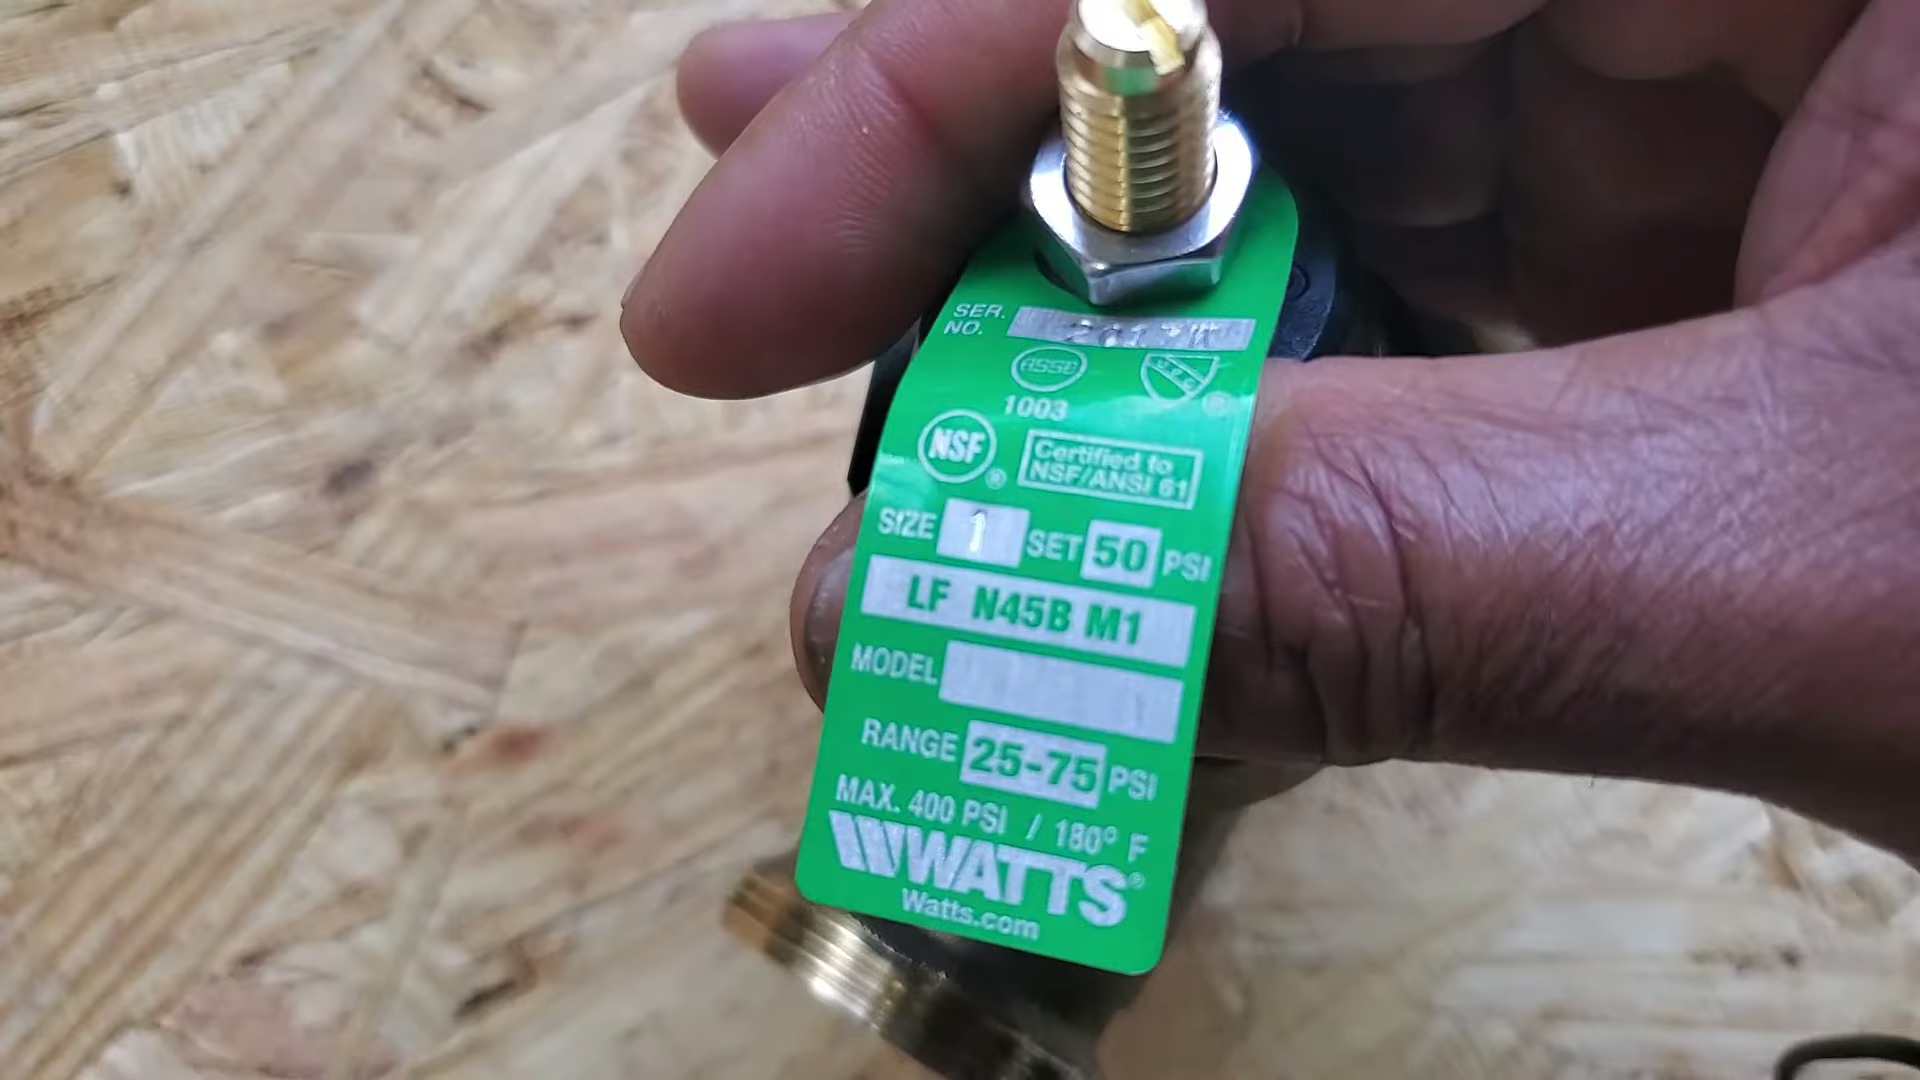 SER.
NO.
ASSE
1003
UPC ®
NSF ®
Certified to
NSF/ANSI 61
SIZE 1 SET 50 PSI
LF N45B M1
MODEL
RANGE 25-75 PSI
MAX. 400 PSI / 180° F
WATTS®
Watts.com